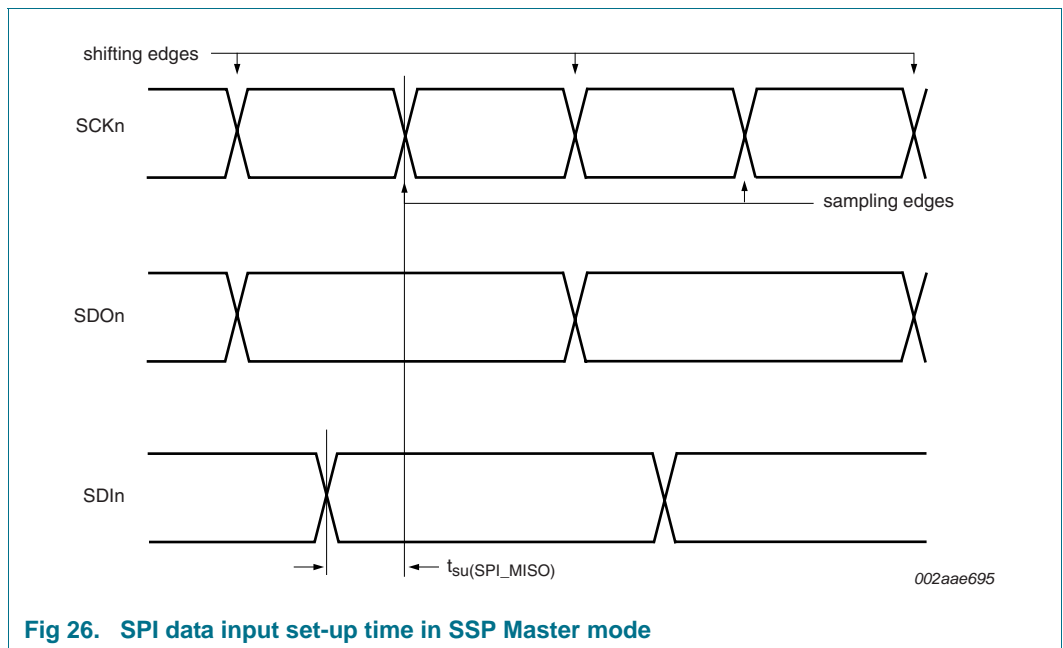 shifting edges
SCKn
sampling edges
SDOn
SDIn
tsu(SPI_MISO)
002aae695
Fig 26. SPI data input set-up time in SSP Master mode